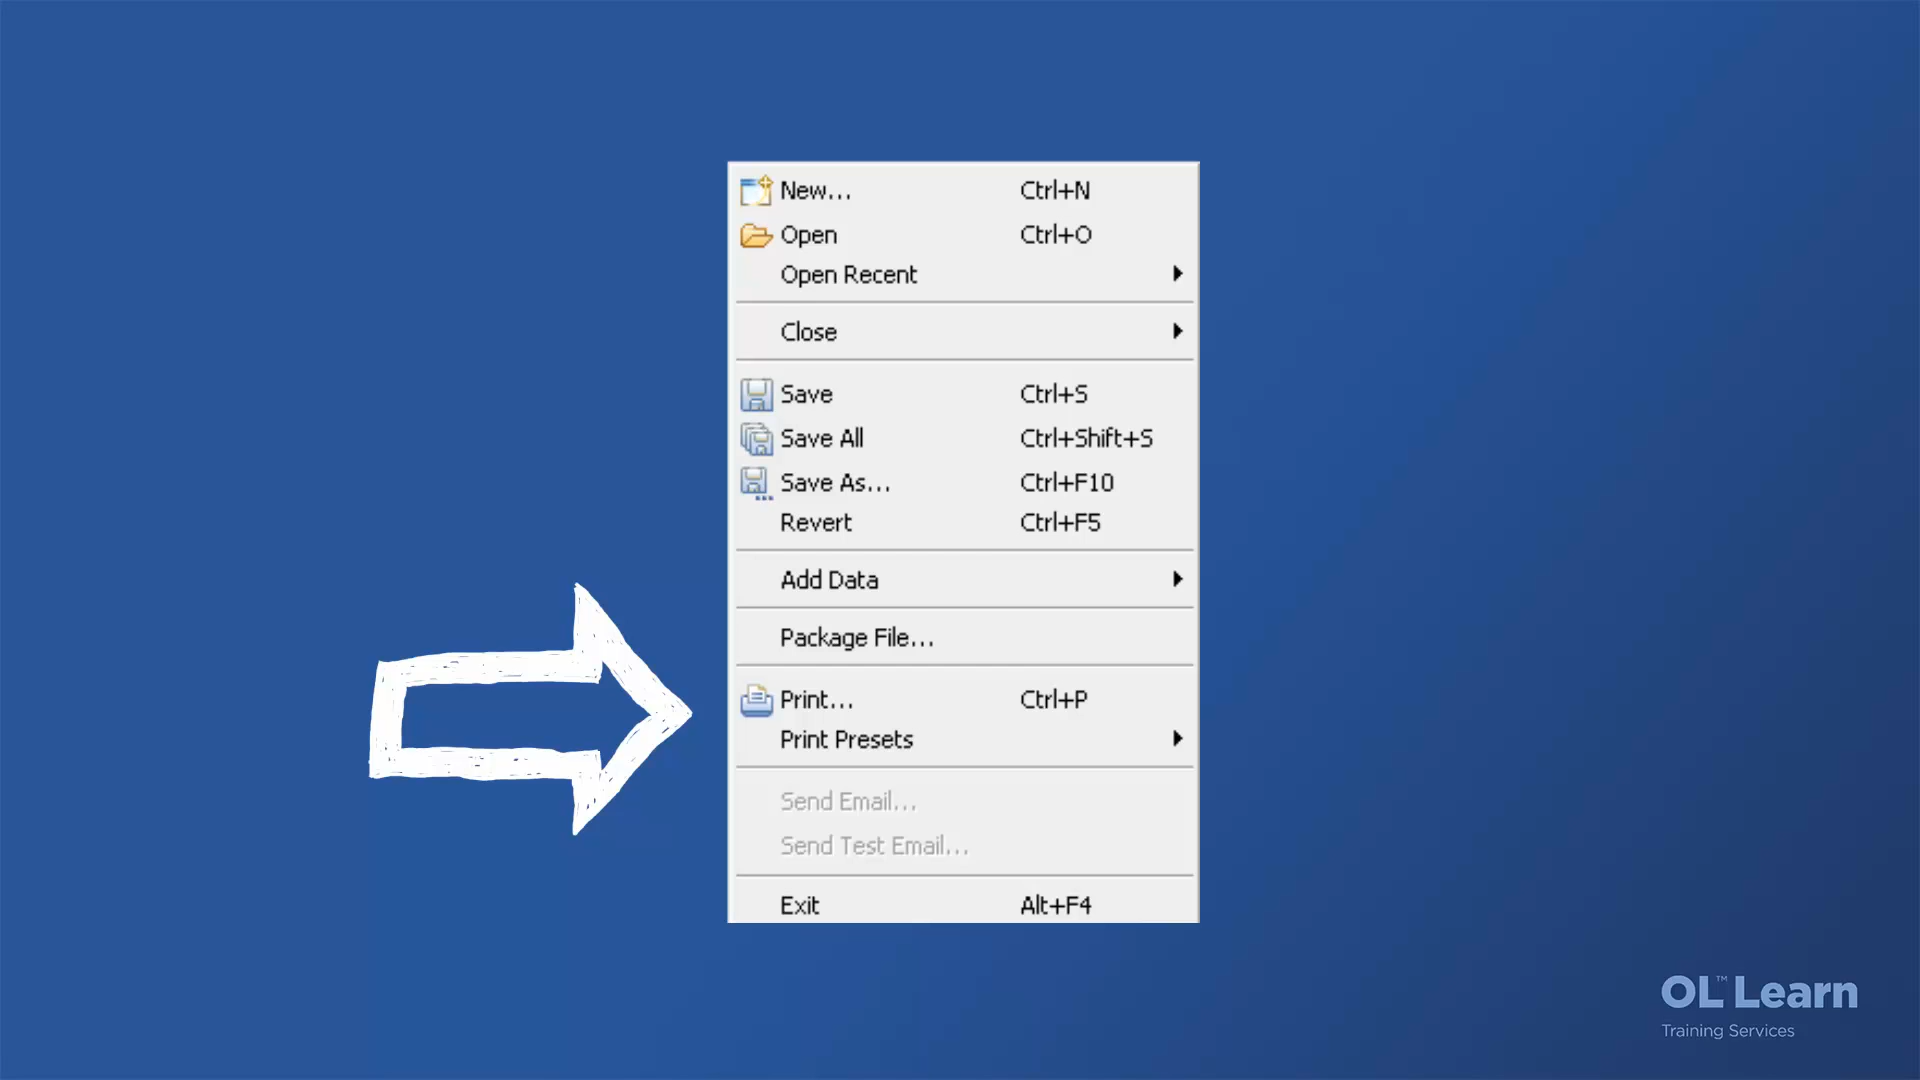 New... Ctrl+N
Open Ctrl+O
Open Recent
Close
Save Ctrl+S
Save All Ctrl+Shift+S
Save As... Ctrl+F10
Revert Ctrl+F5
Add Data
Package File...
Print... Ctrl+P
Print Presets
Send Email...
Send Test Email...
Exit Alt+F4
OL™ Learn
Training Services